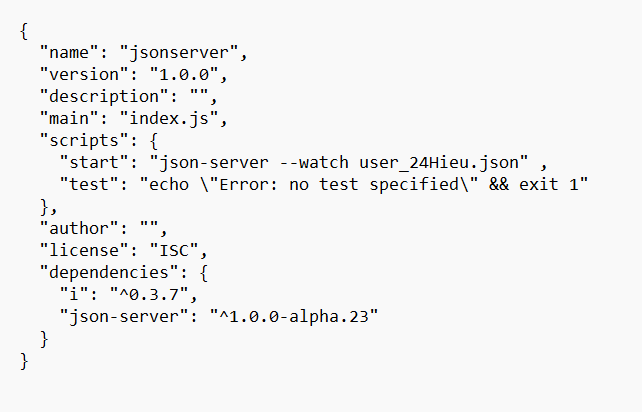 {
  "name": "jsonserver",
  "version": "1.0.0",
  "description": "",
  "main": "index.js",
  "scripts": {
    "start": "json-server --watch user_24Hieu.json" ,
    "test": "echo \"Error: no test specified\" && exit 1"
  },
  "author": "",
  "license": "ISC",
  "dependencies": {
    "i": "^0.3.7",
    "json-server": "^1.0.0-alpha.23"
  }
}